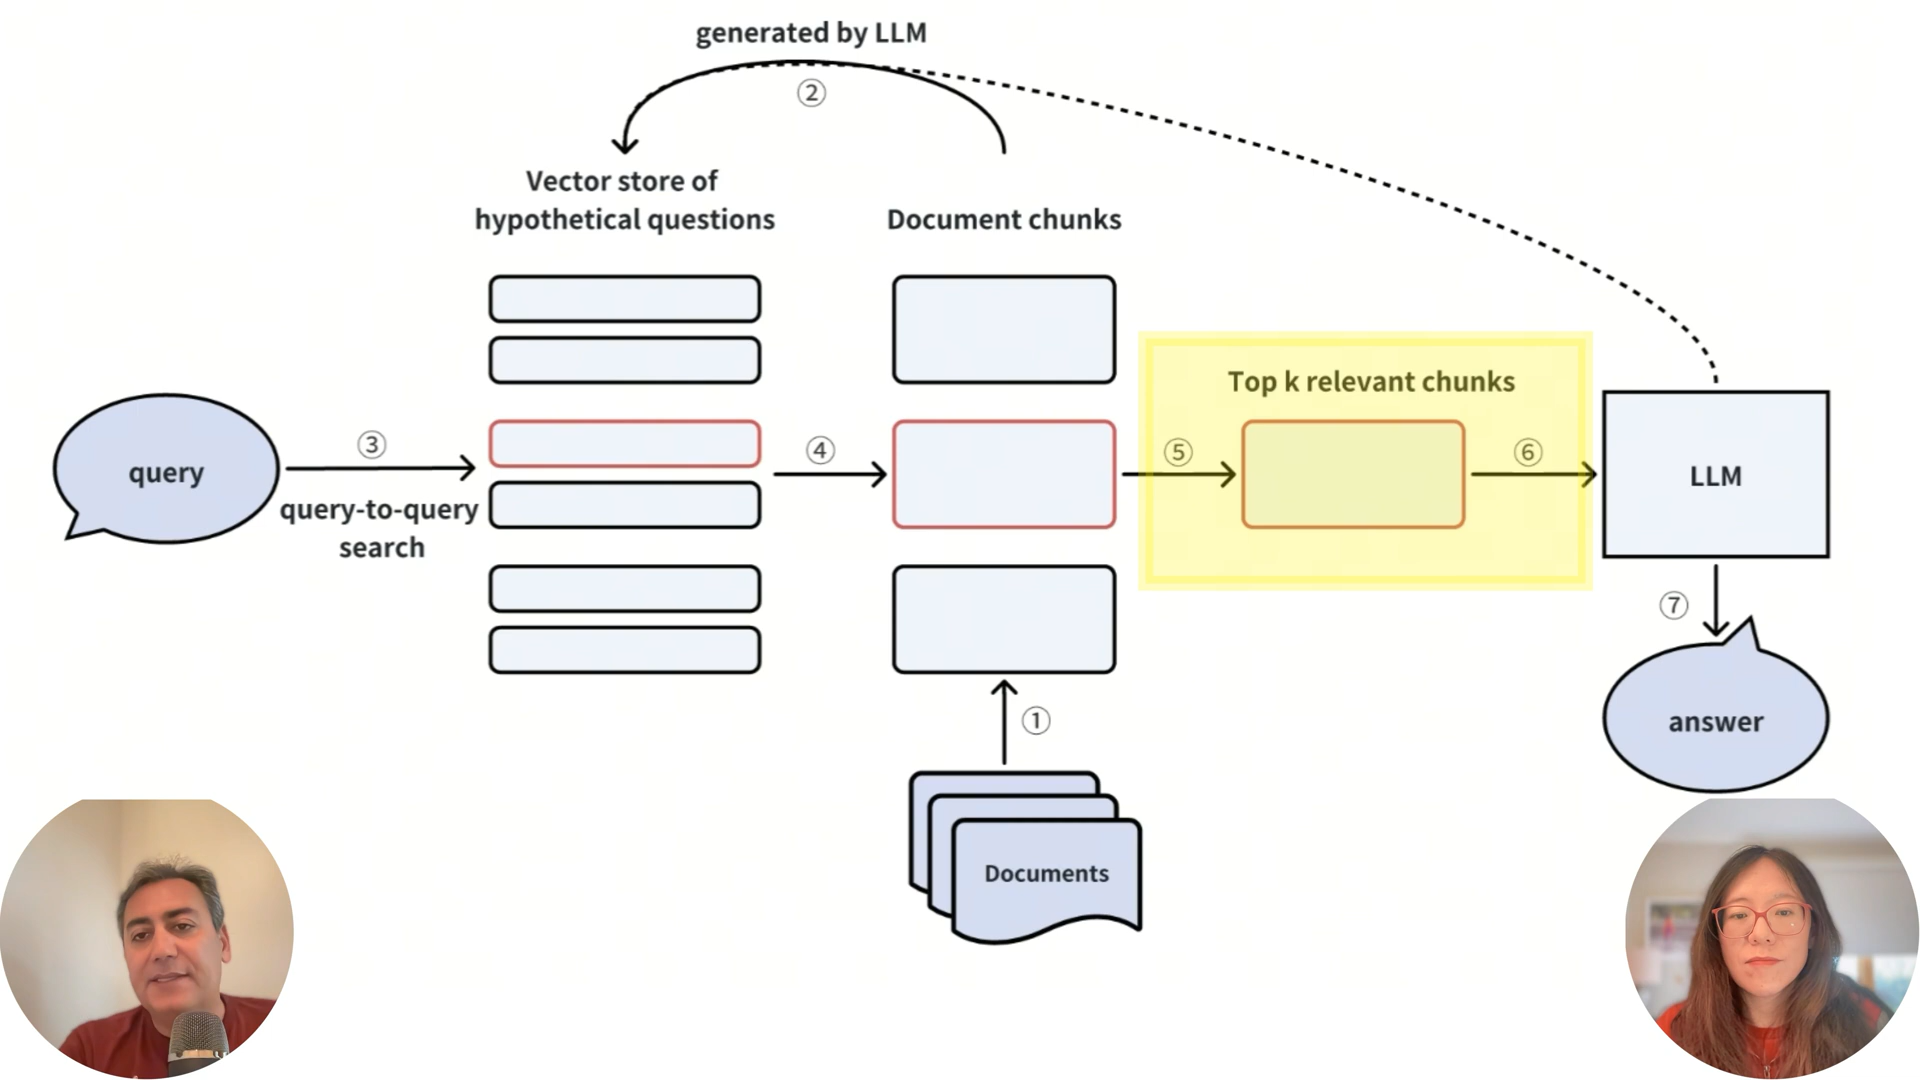 generated by LLM
②
Vector store of
hypothetical questions
Document chunks
Top k relevant chunks
query
③
query-to-query
search
④
⑤
⑥
LLM
⑦
answer
①
Documents